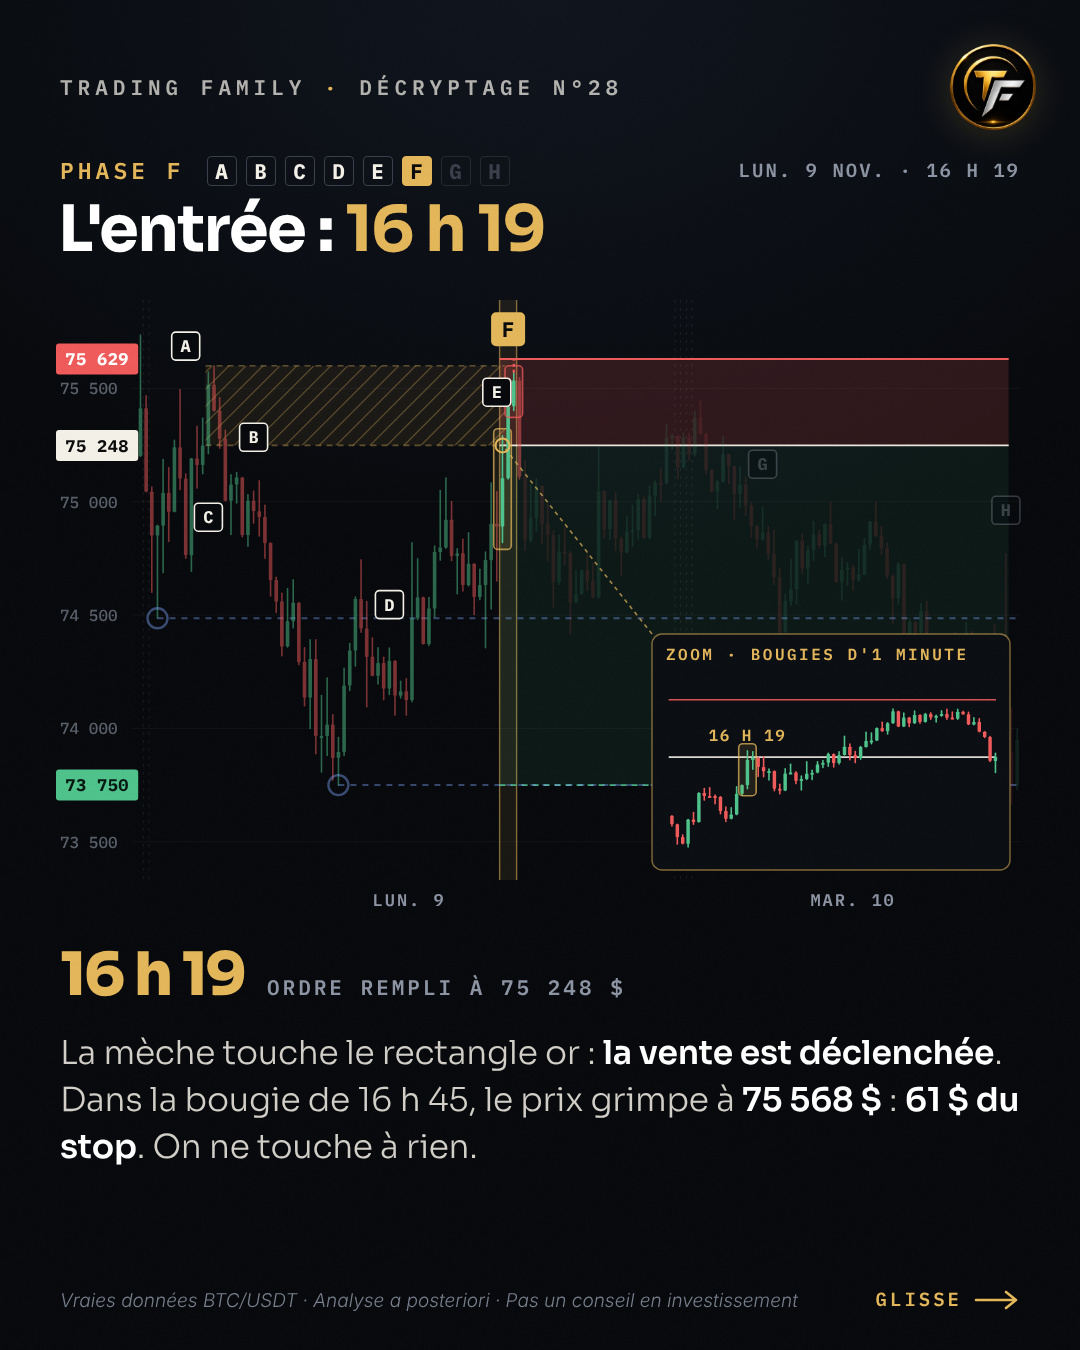 TRADING FAMILY · DÉCRYPTAGE N°28
TF
PHASE F A B C D E F G H
LUN. 9 NOV. · 16 H 19
L'entrée : 16 h 19
F
A
75 629
75 500
E
B
75 248
G
75 000
C
H
D
74 500
ZOOM · BOUGIES D'1 MINUTE
16 H 19
74 000
73 750
73 500
LUN. 9
MAR. 10
16 h 19 ORDRE REMPLI À 75 248 $
La mèche touche le rectangle or : la vente est déclenchée.
Dans la bougie de 16 h 45, le prix grimpe à 75 568 $ : 61 $ du
stop. On ne touche à rien.
Vraies données BTC/USDT · Analyse a posteriori · Pas un conseil en investissement
GLISSE